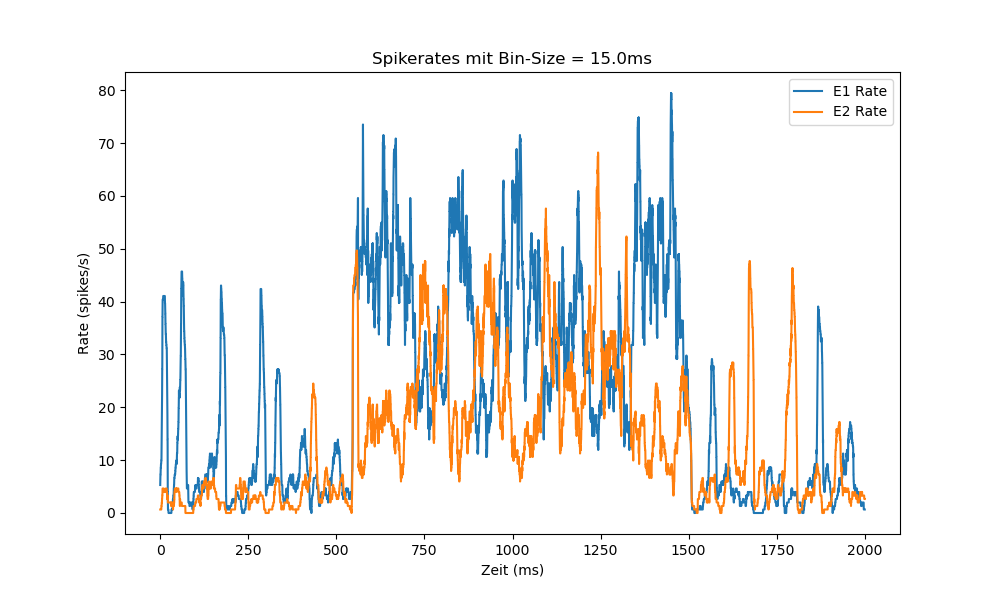 Spikerates mit Bin-Size = 15.0ms
E1 Rate
E2 Rate
80
70
60
50
40
30
20
10
0
Rate (spikes/s)
0 250 500 750 1000 1250 1500 1750 2000
Zeit (ms)